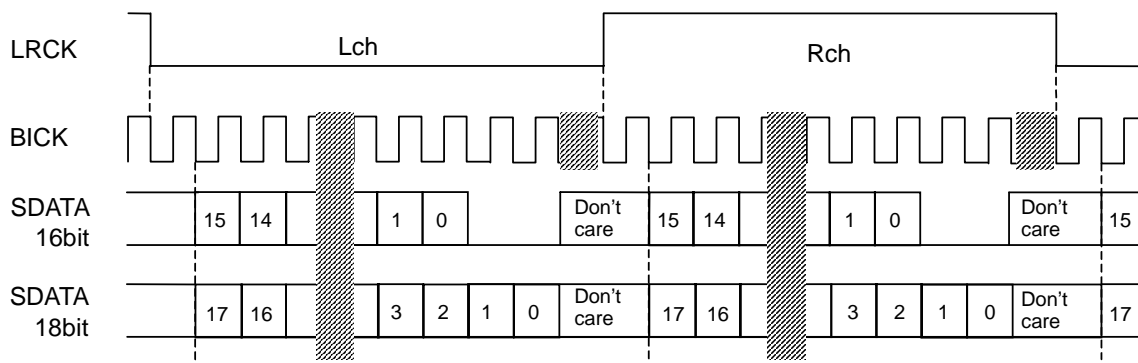 LRCK
Lch
Rch
BICK
SDATA
16bit
15 14 1 0 Don't care 15 14 1 0 Don't care 15
SDATA
18bit
17 16 3 2 1 0 Don't care 17 16 3 2 1 0 Don't care 17